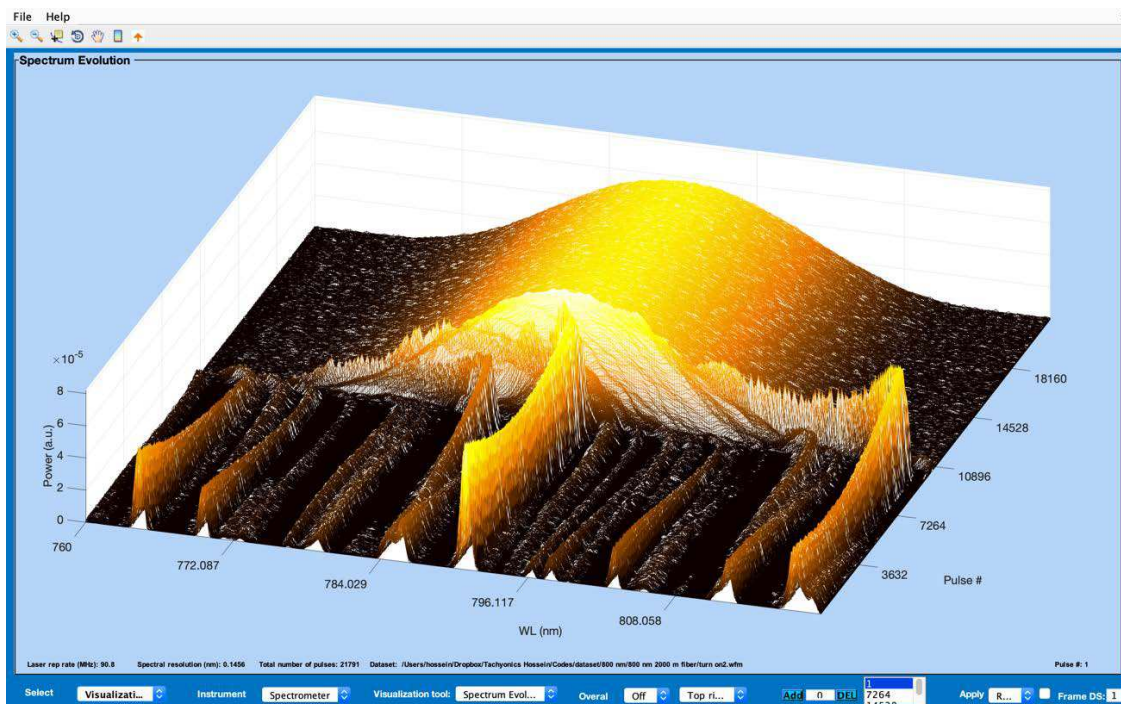 File Help
Spectrum Evolution
×10-5
8
6
4
2
0
Power (a.u.)
760
772.087
784.029
796.117
808.058
WL (nm)
3632
7264
10896
14528
18160
Pulse #
Laser rep rate (MHz): 90.8 Spectral resolution (nm): 0.1456 Total number of pulses: 21791 Dataset: /Users/hossein/Dropbox/Tachyonics Hossein/Codes/dataset/800 nm/800 nm 2000 m fiber/turn on2.wfm Pulse #: 1
Select Visualizati... Instrument Spectrometer Visualization tool: Spectrum Evol... Overal Off Top ri... Add 0 DEL 1 Apply R... Frame DS: 1
7264